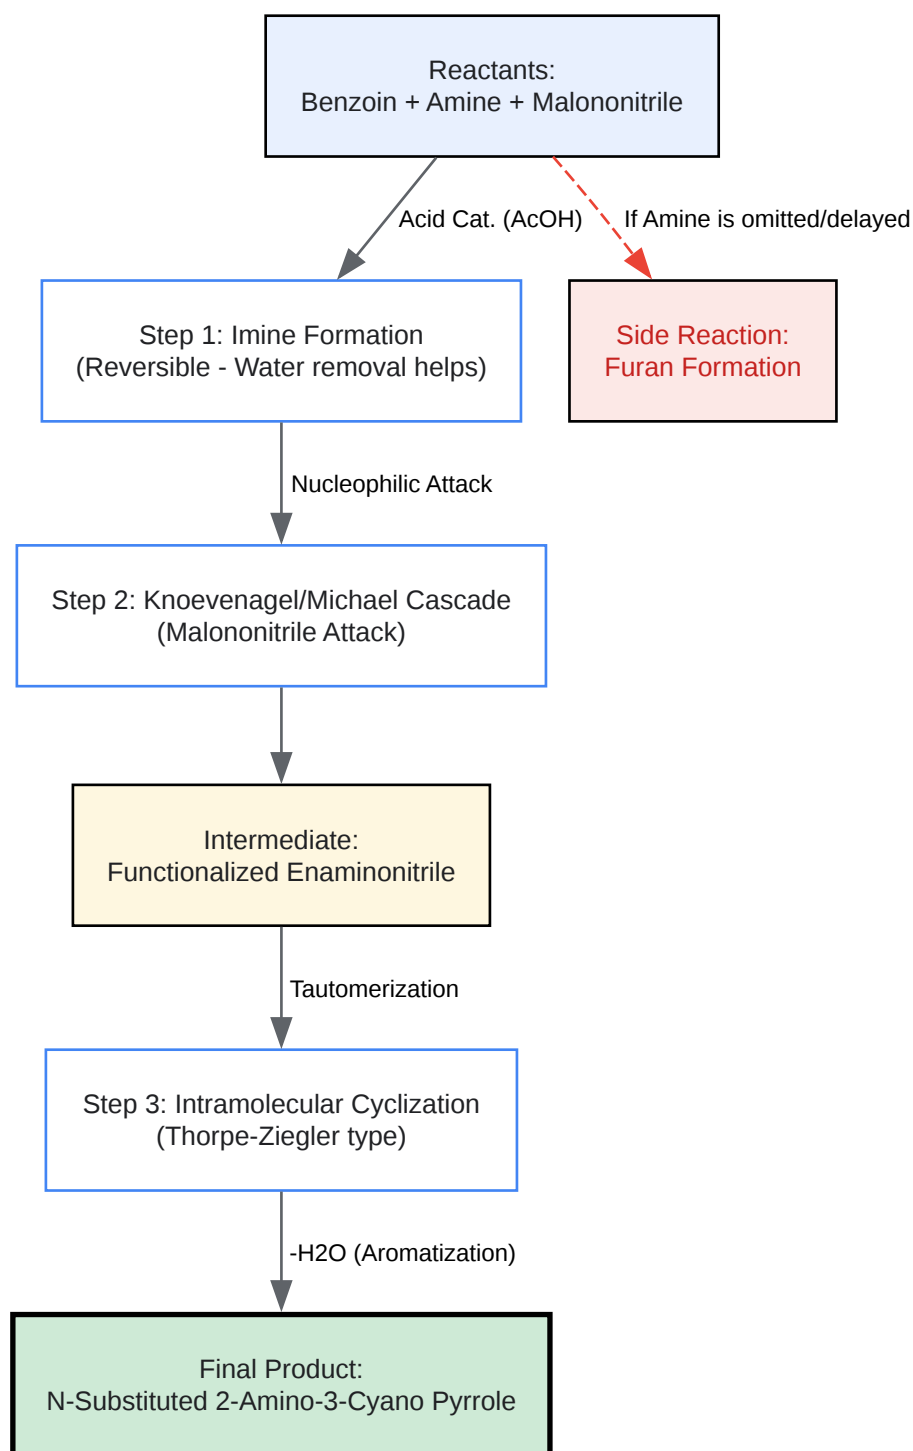 Reactants:
Benzoin + Amine + Malononitrile
Acid Cat. (AcOH)
If Amine is omitted/delayed
Step 1: Imine Formation
(Reversible - Water removal helps)
Side Reaction:
Furan Formation
Nucleophilic Attack
Step 2: Knoevenagel/Michael Cascade
(Malononitrile Attack)
Intermediate:
Functionalized Enaminonitrile
Tautomerization
Step 3: Intramolecular Cyclization
(Thorpe-Ziegler type)
-H2O (Aromatization)
Final Product:
N-Substituted 2-Amino-3-Cyano Pyrrole